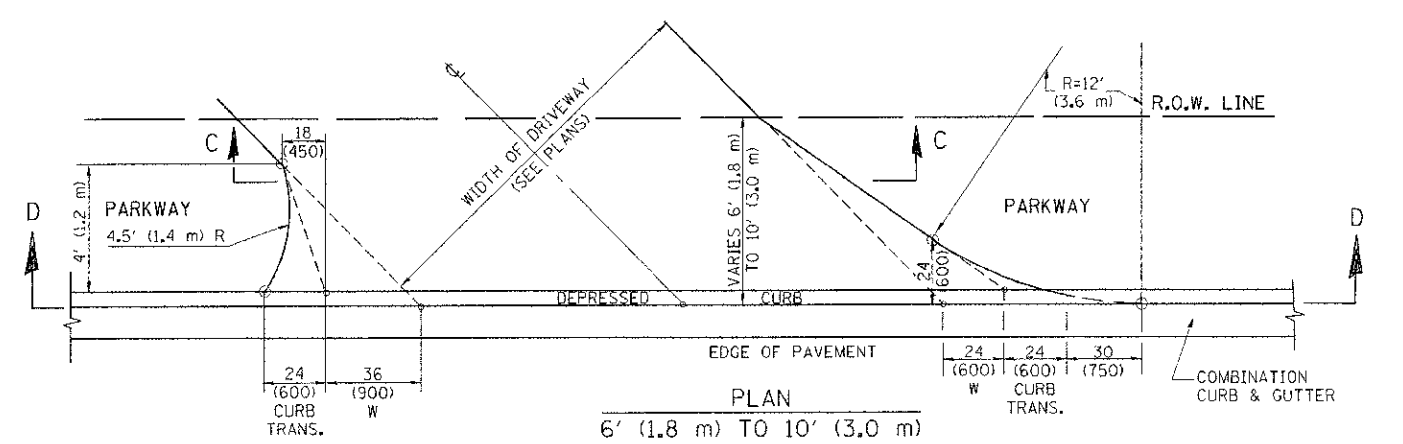 ℄
R=12'
(3.6 m)
R.O.W. LINE
C
18
(450)
WIDTH OF DRIVEWAY
(SEE PLANS)
VARIES 6' (1.8 m)
TO 10' (3.0 m)
C
D
4' (1.2 m)
PARKWAY
4.5' (1.4 m) R
PARKWAY
D
24
(600)
DEPRESSED CURB
EDGE OF PAVEMENT
24
(600)
CURB
TRANS.
36
(900)
W
24
(600)
W
24
(600)
CURB
TRANS.
30
(750)
COMBINATION
CURB & GUTTER
PLAN
6' (1.8 m) TO 10' (3.0 m)